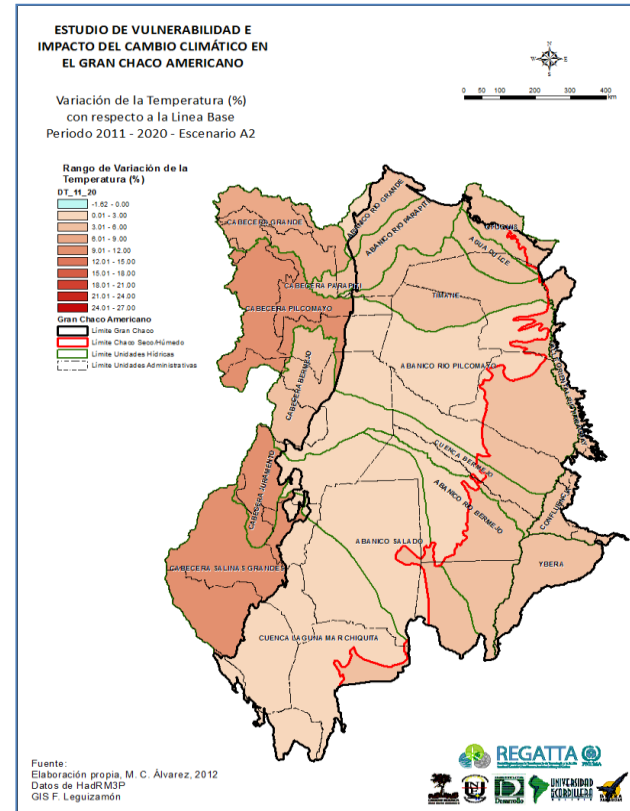 ESTUDIO DE VULNERABILIDAD E
IMPACTO DEL CAMBIO CLIMÁTICO EN
EL GRAN CHACO AMERICANO
Variación de la Temperatura (%)
con respecto a la Linea Base
Periodo 2011 - 2020 - Escenario A2
N
W
E
S
0 50 100 200 300 400
km
Rango de Variación de la
Temperatura (%)
DT_11_20
-1.62 - 0.00
0.01 - 3.00
3.01 - 6.00
6.01 - 9.00
9.01 - 12.00
12.01 - 15.00
15.01 - 18.00
18.01 - 21.00
21.01 - 24.00
24.01 - 27.00
Gran Chaco Americano
Límite Gran Chaco
Límite Chaco Seco/Húmedo
Límite Unidades Hídricas
Límite Unidades Administrativas
CABECERA GRANDE
ABANICO RIO GRANDE
ABANICO RIO PARAPITI
AGUA DULCE
CABECERA PARAPITI
TIMANE
CABECERA PILCOMAYO
ABANICO RIO PILCOMAYO
CABECERA BERMEJO
CUENCA BERMEJO
ABANICO RIO BERMEJO
CONFLUENCIA
CABECERA JURAMENTO
ABANICO SALADO
YBERA
CABECERA SALINAS GRANDES
CUENCA LAGUNA MAR CHIQUITA
Fuente:
Elaboración propia, M. C. Álvarez, 2012
Datos de HadRM3P
GIS F. Leguizamón
REGATTA
Desarrollo
UNIVERSIDAD